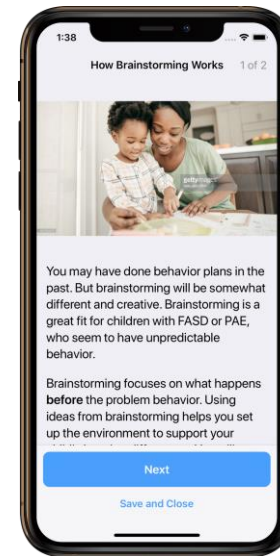 1:38
How Brainstorming Works 1 of 2
gettyimages
You may have done behavior plans in the
past. But brainstorming will be somewhat
different and creative. Brainstorming is a
great fit for children with FASD or PAE,
who seem to have unpredictable
behavior.
Brainstorming focuses on what happens
before the problem behavior. Using
ideas from brainstorming helps you set
up the environment to support your
Next
Save and Close